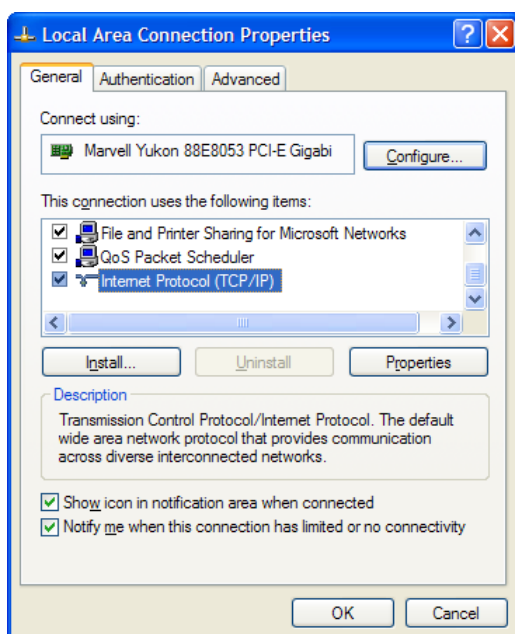 Local Area Connection Properties
General Authentication Advanced
Connect using:
Marvell Yukon 88E8053 PCI-E Gigabi
Configure...
This connection uses the following items:
File and Printer Sharing for Microsoft Networks
QoS Packet Scheduler
Internet Protocol (TCP/IP)
Install... Uninstall Properties
Description
Transmission Control Protocol/Internet Protocol. The default
wide area network protocol that provides communication
across diverse interconnected networks.
Show icon in notification area when connected
Notify me when this connection has limited or no connectivity
OK Cancel